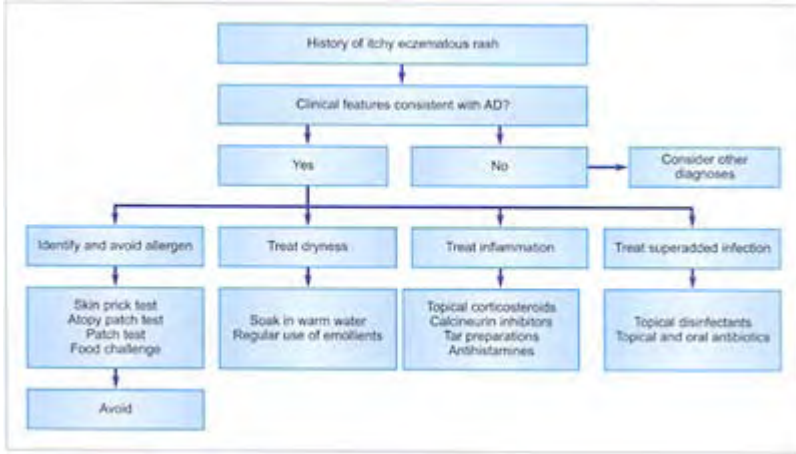 History of itchy eczematous rash
Clinical features consistent with AD?
Yes
No
Consider other
diagnoses
Identify and avoid allergen
Treat dryness
Treat inflammation
Treat superadded infection
Skin prick test
Atopy patch test
Patch test
Food challenge
Soak in warm water
Regular use of emollients
Topical corticosteroids
Calcineurin inhibitors
Tar preparations
Antihistamines
Topical disinfectants
Topical and oral antibiotics
Avoid